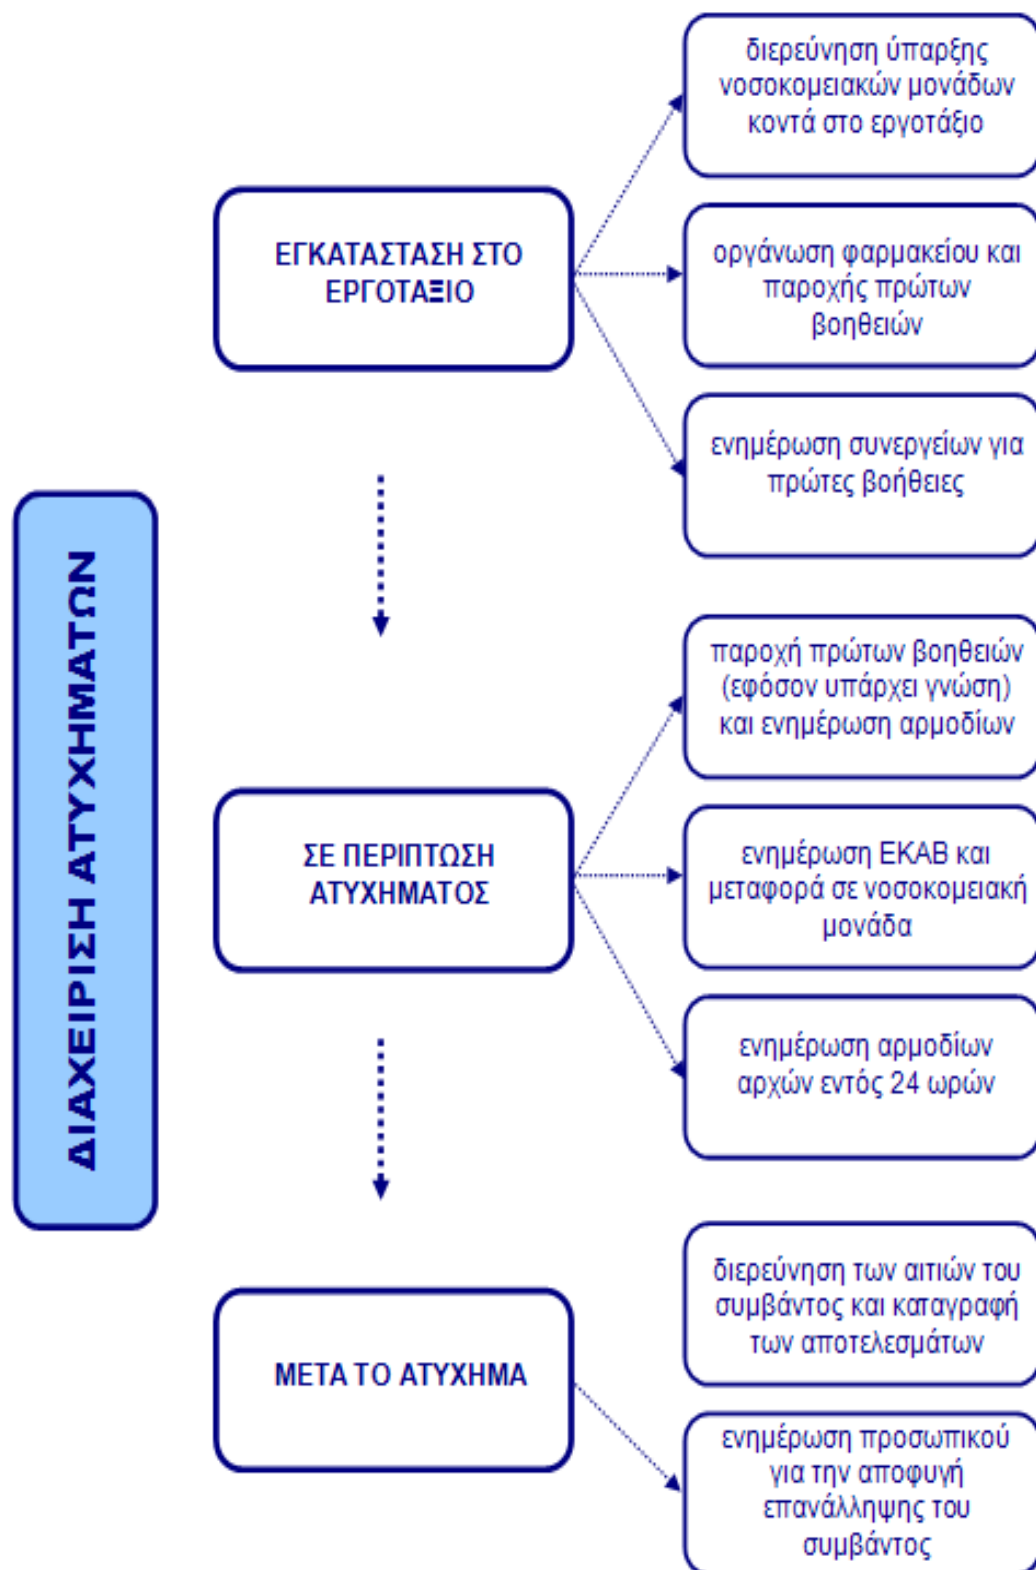 ΔΙΑΧΕΙΡΙΣΗ ΑΤΥΧΗΜΑΤΩΝ
ΕΓΚΑΤΑΣΤΑΣΗ ΣΤΟ
ΕΡΓΟΤΑΞΙΟ
διερεύνηση ύπαρξης
νοσοκομειακών μονάδων
κοντά στο εργοτάξιο
οργάνωση φαρμακείου και
παροχής πρώτων
βοηθειών
ενημέρωση συνεργείων για
πρώτες βοήθειες
ΣΕ ΠΕΡΙΠΤΩΣΗ
ΑΤΥΧΗΜΑΤΟΣ
παροχή πρώτων βοηθειών
(εφόσον υπάρχει γνώση)
και ενημέρωση αρμοδίων
ενημέρωση ΕΚΑΒ και
μεταφορά σε νοσοκομειακή
μονάδα
ενημέρωση αρμοδίων
αρχών εντός 24 ωρών
ΜΕΤΑ ΤΟ ΑΤΥΧΗΜΑ
διερεύνηση των αιτιών του
συμβάντος και καταγραφή
των αποτελεσμάτων
ενημέρωση προσωπικού
για την αποφυγή
επανάλληψης του
συμβάντος